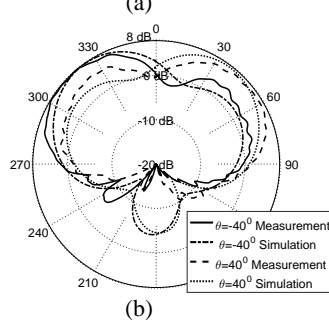 (a)
0
8 dB
330
30
0 dB
300
60
-10 dB
270
-20 dB
90
240
210
θ=-40⁰ Measurement
θ=-40⁰ Simulation
θ=40⁰ Measurement
θ=40⁰ Simulation
(b)